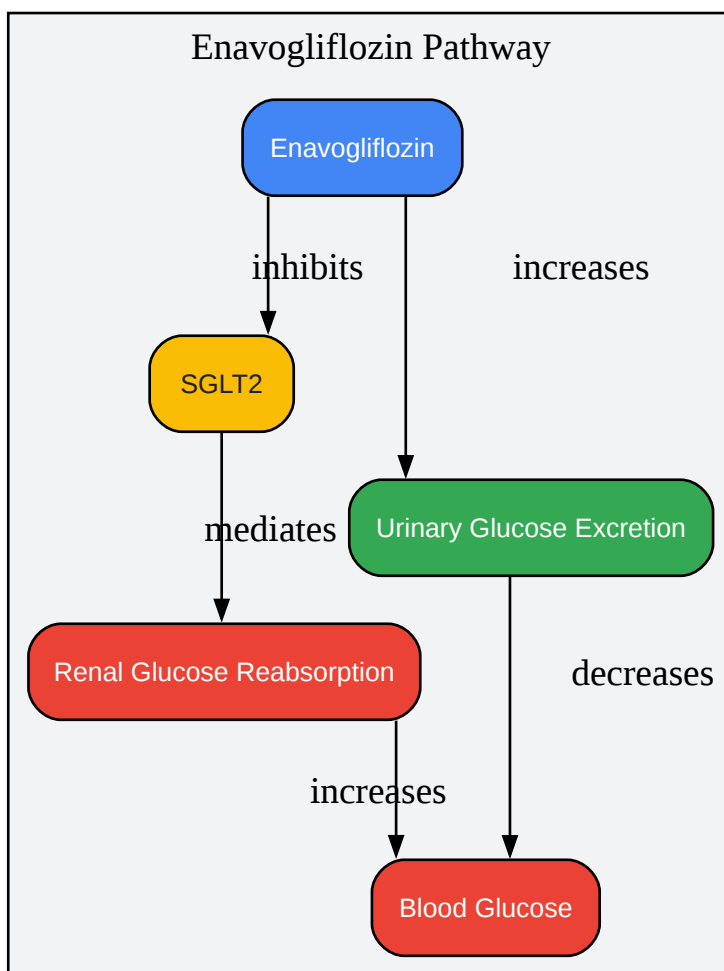 Enavogliflozin Pathway
Enavogliflozin
inhibits
increases
SGLT2
mediates
Urinary Glucose Excretion
Renal Glucose Reabsorption
decreases
increases
Blood Glucose